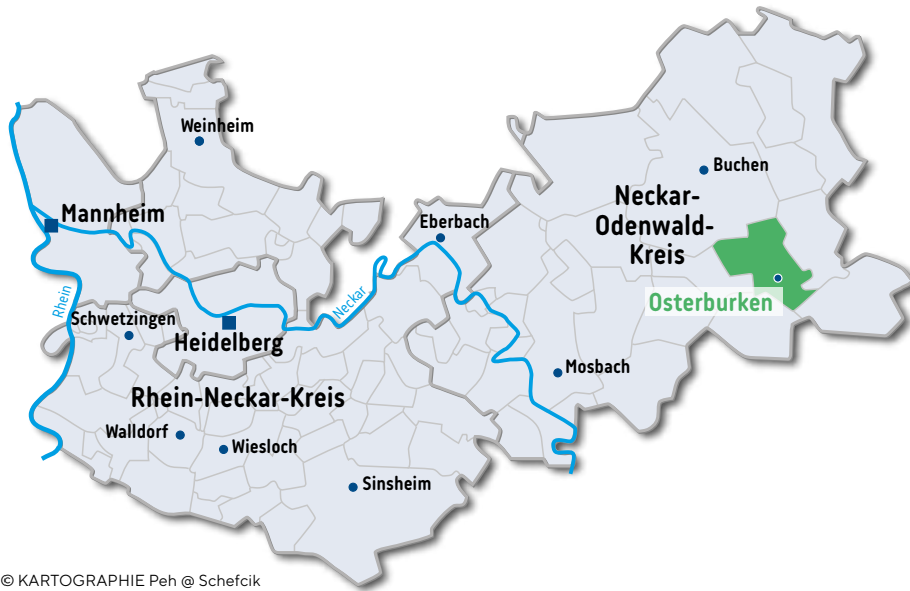 Weinheim
Mannheim
Buchen
Neckar-
Odenwald-
Kreis
Eberbach
Rhein
Neckar
Osterburken
Schwetzingen
Heidelberg
Mosbach
Rhein-Neckar-Kreis
Walldorf
Wiesloch
Sinsheim
© KARTOGRAPHIE Peh @ Schefcik